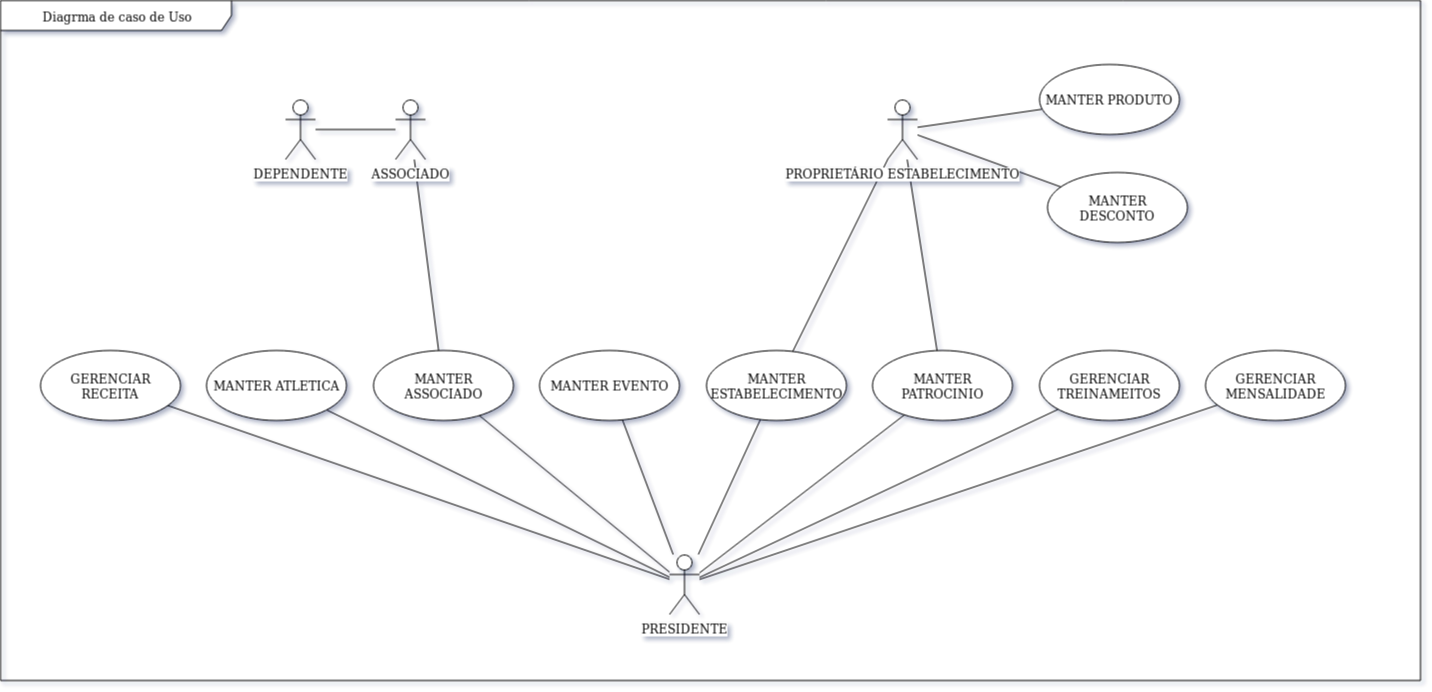 Diagrma de caso de Uso
MANTER PRODUTO
DEPENDENTE
ASSOCIADO
PROPRIETÁRIO ESTABELECIMENTO
MANTER
DESCONTO
GERENCIAR
RECEITA
MANTER ATLETICA
MANTER
ASSOCIADO
MANTER EVENTO
MANTER
ESTABELECIMENTO
MANTER
PATROCINIO
GERENCIAR
TREINAMEITOS
GERENCIAR
MENSALIDADE
PRESIDENTE